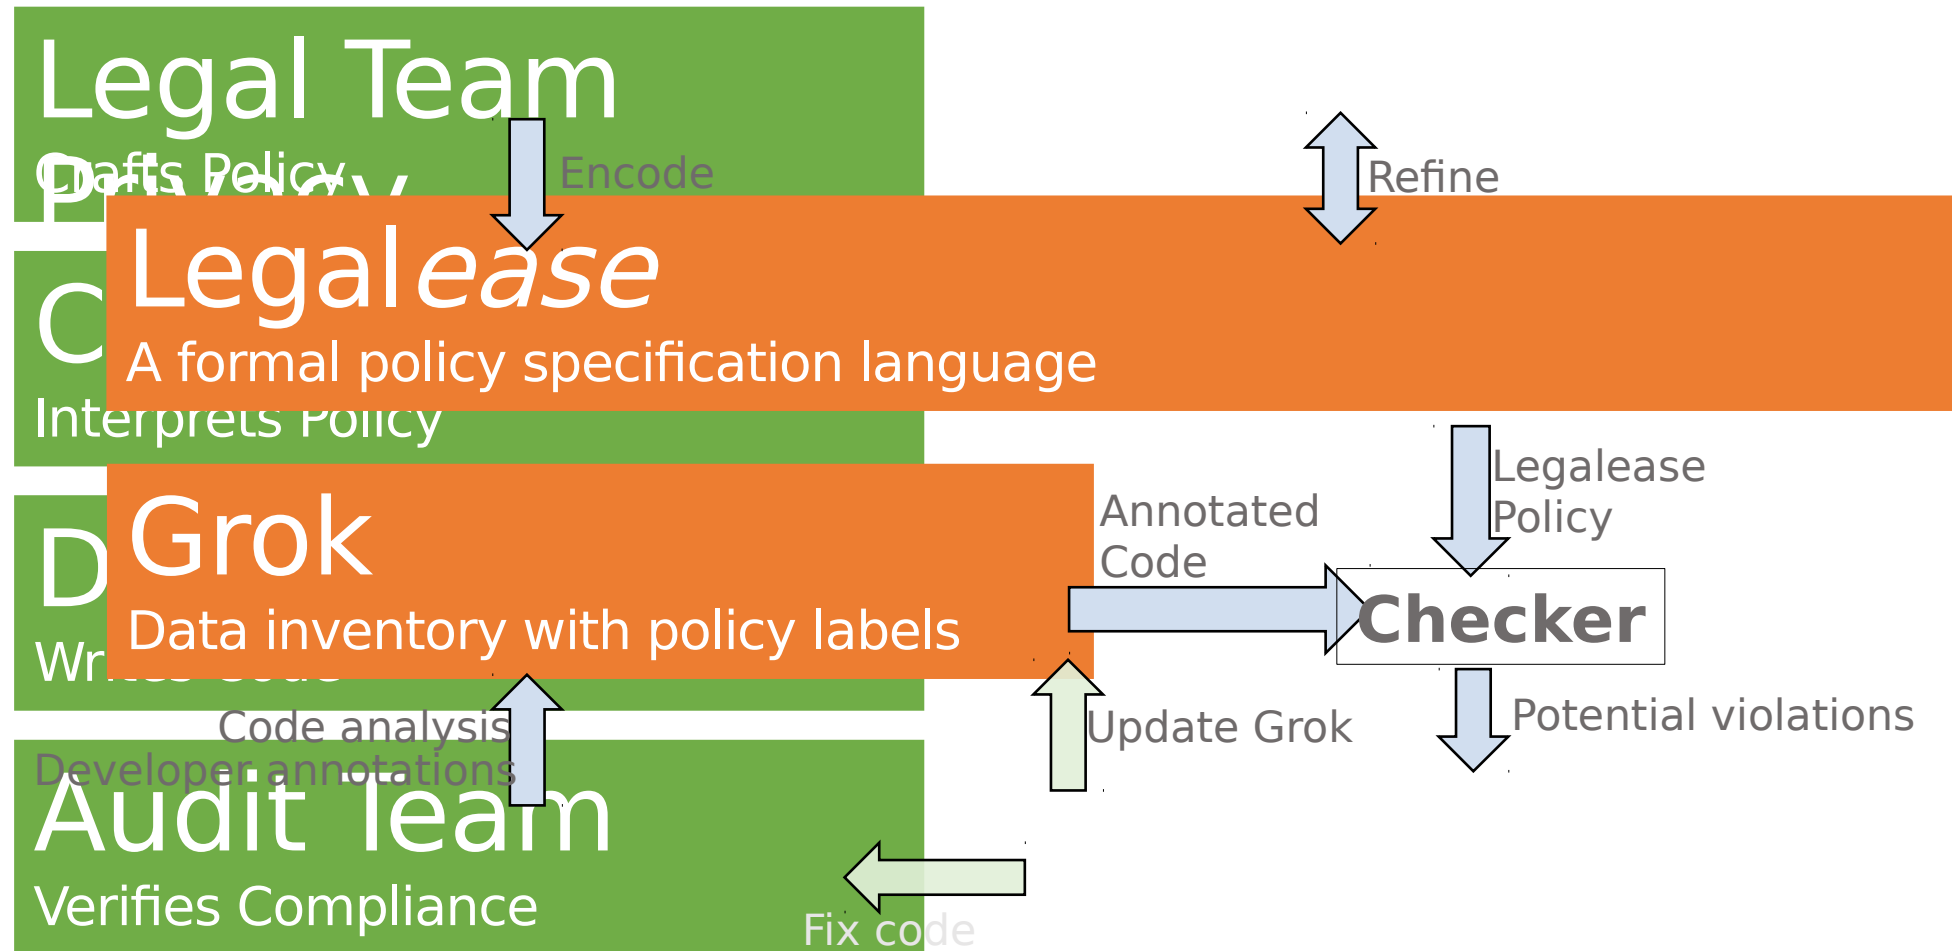 Legal Team
Crafts Policy
Encode
Refine
Legalease
A formal policy specification language
Interprets Policy
Legalease
Policy
Grok
Data inventory with policy labels
Annotated
Code
Checker
Code analysis
Developer annotations
Update Grok
Potential violations
Audit Team
Verifies Compliance
Fix code